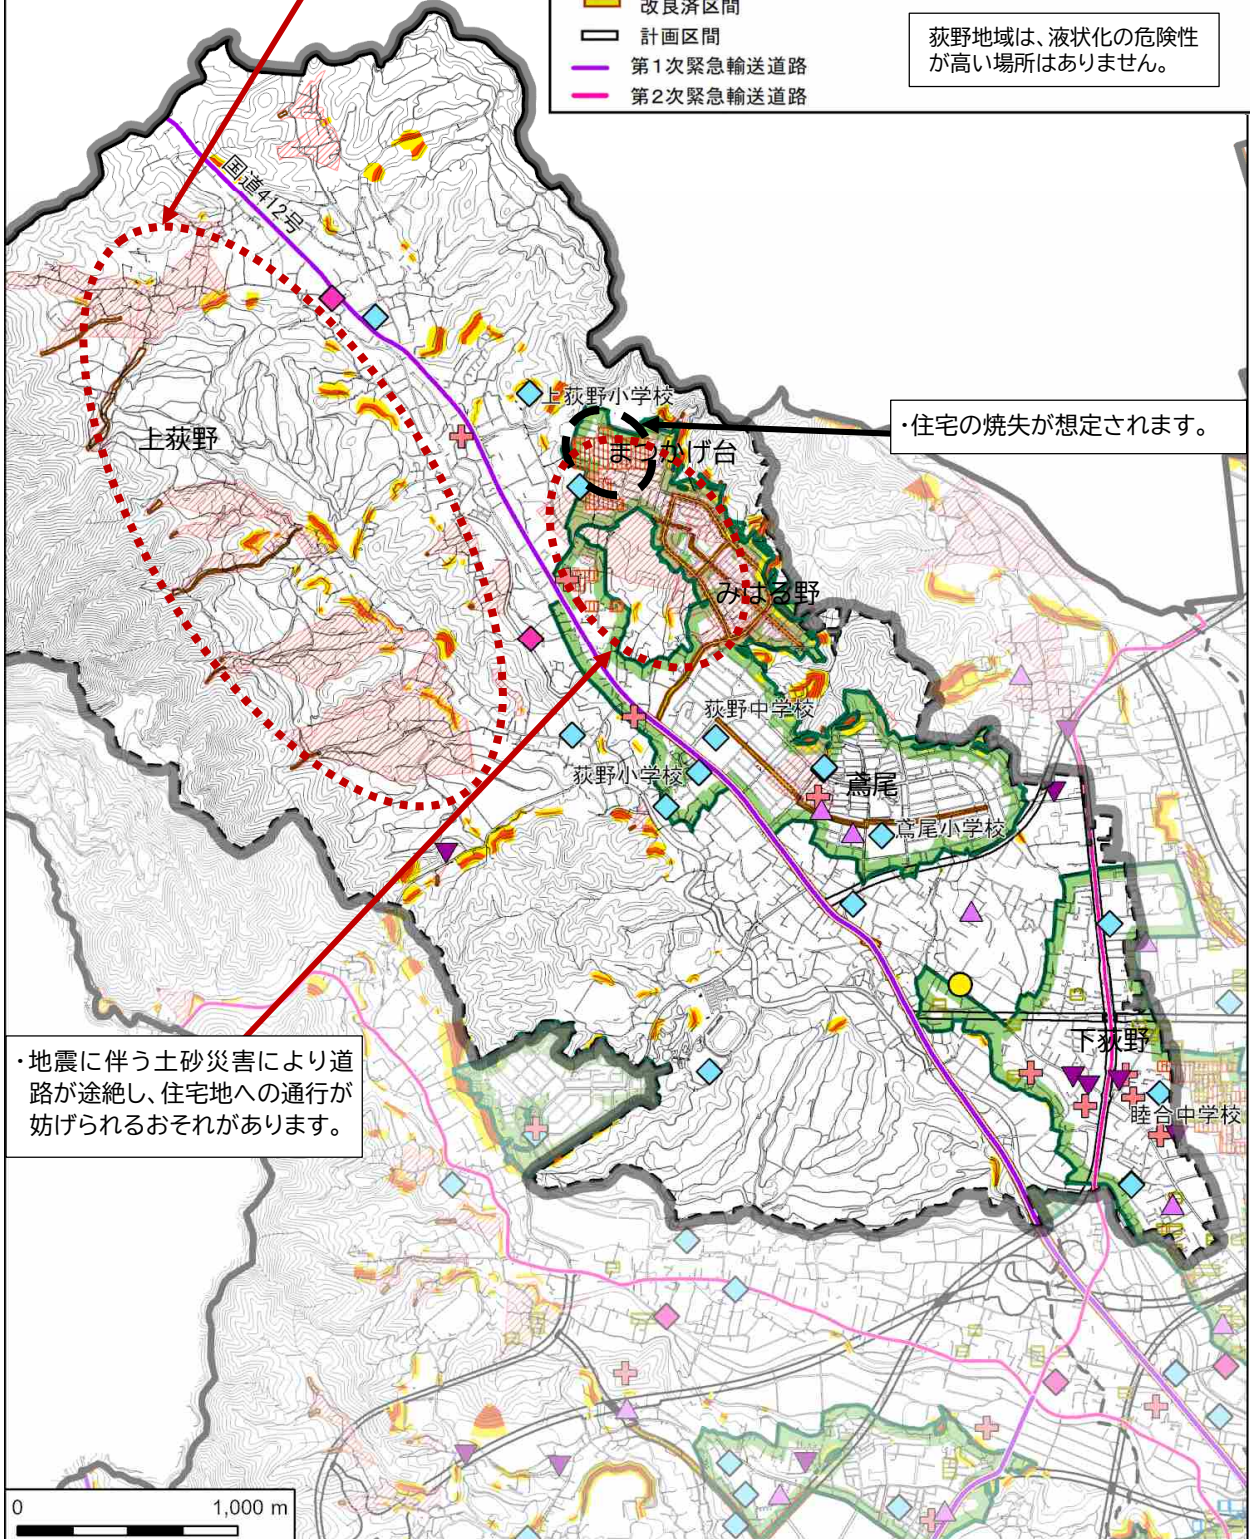 改良済区間
計画区間
第1次緊急輸送道路
第2次緊急輸送道路
荻野地域は、液状化の危険性
が高い場所はありません。
国道412号
上荻野小学校
・住宅の焼失が想定されます。
上荻野
まつかげ台
みはる野
荻野中学校
荻野小学校
鳶尾
鳶尾小学校
・地震に伴う土砂災害により道
路が途絶し、住宅地への通行が
妨げられるおそれがあります。
下荻野
睦合中学校
0 1,000 m